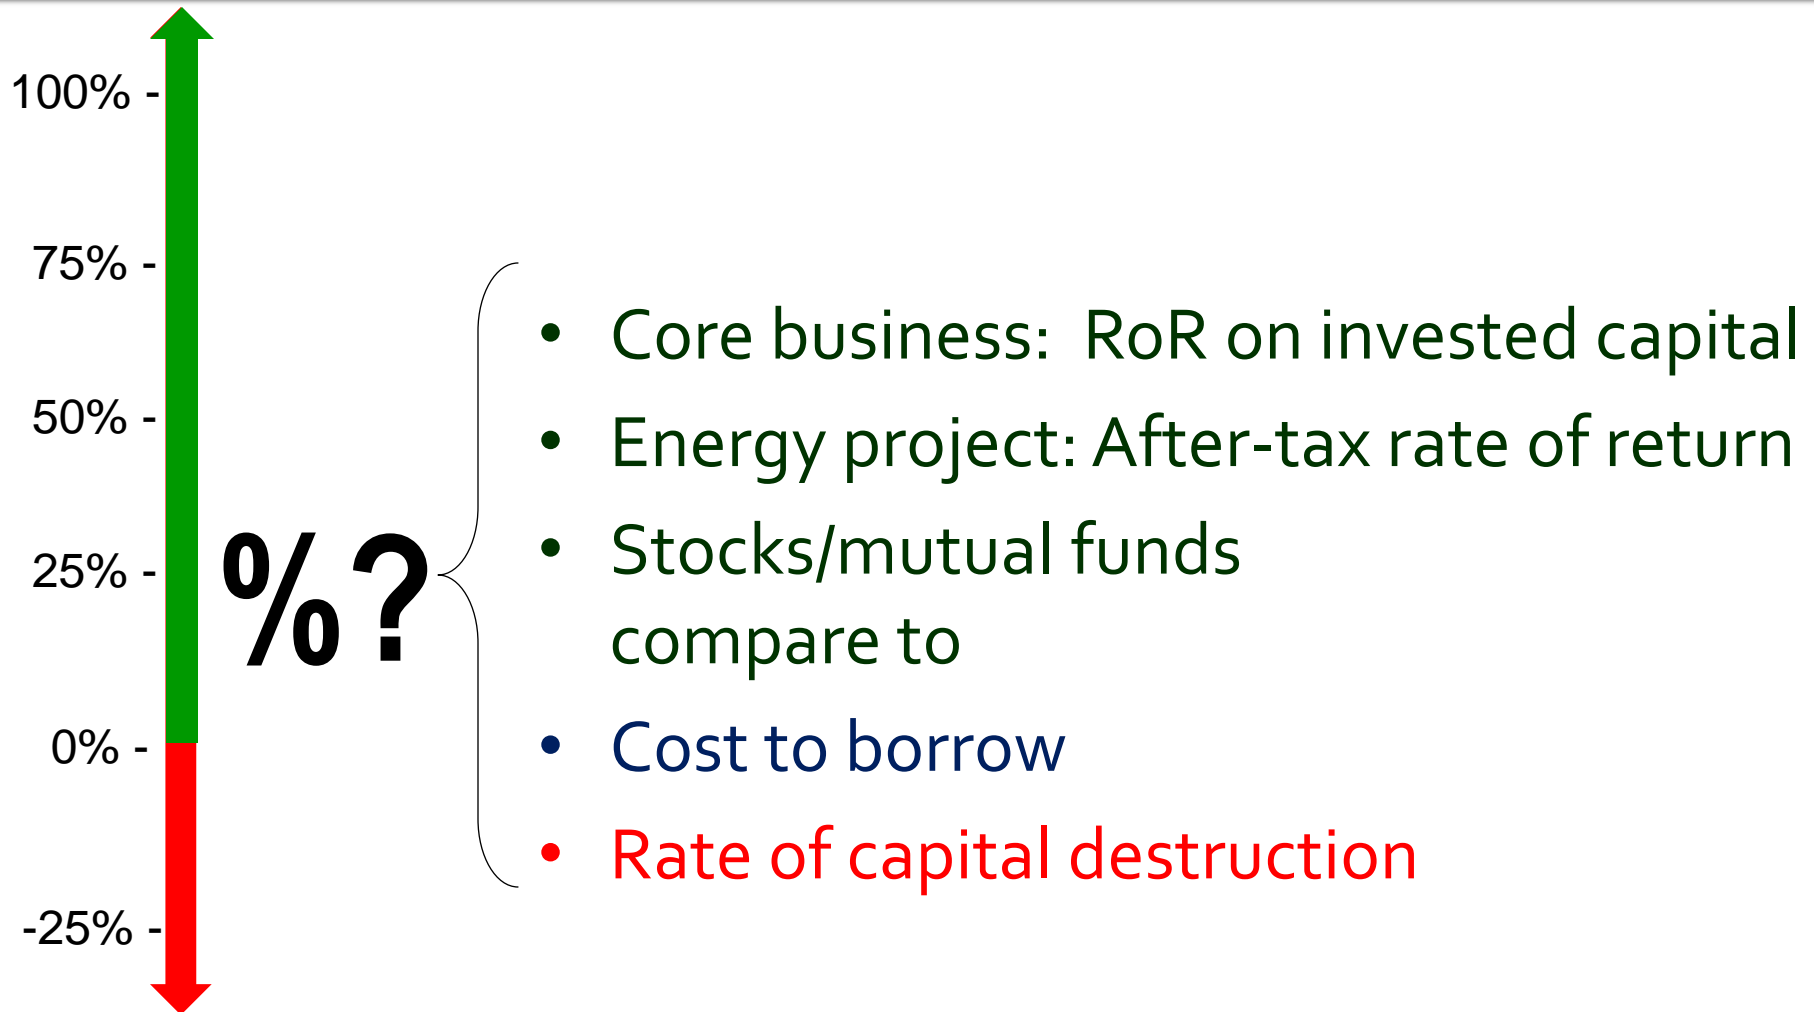 100% -
75% -
50% -
25% -
0% -
-25% -
%?
• Core business:  RoR on invested capital
• Energy project: After-tax rate of return
• Stocks/mutual funds
compare to
• Cost to borrow
• Rate of capital destruction